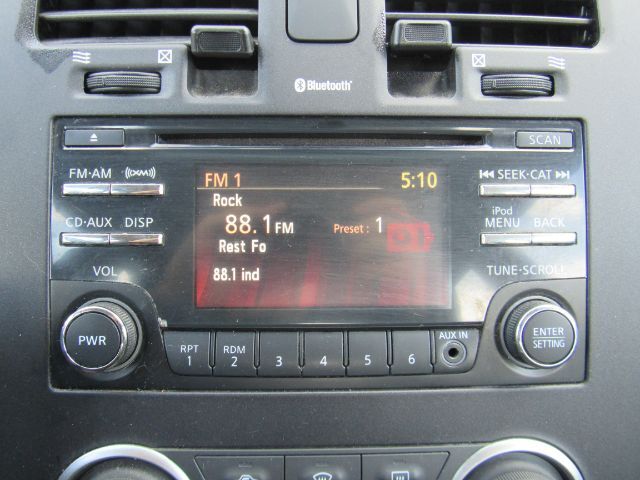 Bluetooth
SCAN
FM·AM
((XM))
FM 1
5:10
SEEK·CAT
Rock
88.1 FM
Preset: 1
Rest Fo
88.1 ind
CD·AUX
DISP
iPod
MENU
BACK
VOL
TUNE·SCROLL
PWR
RPT
1
RDM
2
3
4
5
6
AUX IN
ENTER
SETTING